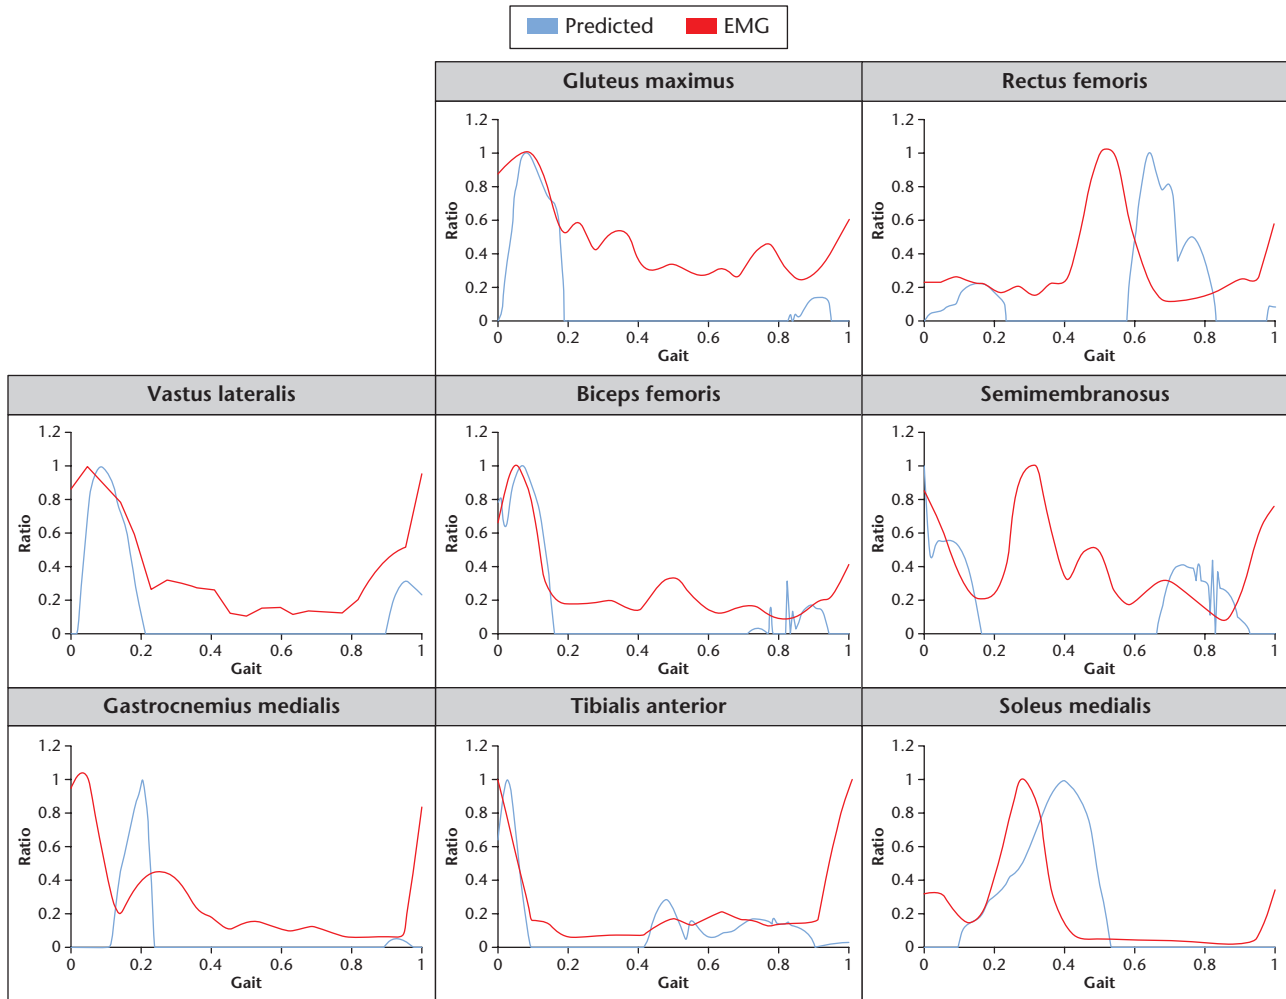 Predicted EMG
Gluteus maximus
Rectus femoris
1.2
1
0.8
0.6
0.4
0.2
0
Ratio
0 0.2 0.4 0.6 0.8 1
Gait
1.2
1
0.8
0.6
0.4
0.2
0
Ratio
0 0.2 0.4 0.6 0.8 1
Gait
Vastus lateralis
Biceps femoris
Semimembranosus
1.2
1
0.8
0.6
0.4
0.2
0
Ratio
0 0.2 0.4 0.6 0.8 1
Gait
1.2
1
0.8
0.6
0.4
0.2
0
Ratio
0 0.2 0.4 0.6 0.8 1
Gait
1.2
1
0.8
0.6
0.4
0.2
0
Ratio
0 0.2 0.4 0.6 0.8 1
Gait
Gastrocnemius medialis
Tibialis anterior
Soleus medialis
1.2
1
0.8
0.6
0.4
0.2
0
Ratio
0 0.2 0.4 0.6 0.8 1
Gait
1.2
1
0.8
0.6
0.4
0.2
0
Ratio
0 0.2 0.4 0.6 0.8 1
Gait
1.2
1
0.8
0.6
0.4
0.2
0
Ratio
0 0.2 0.4 0.6 0.8 1
Gait